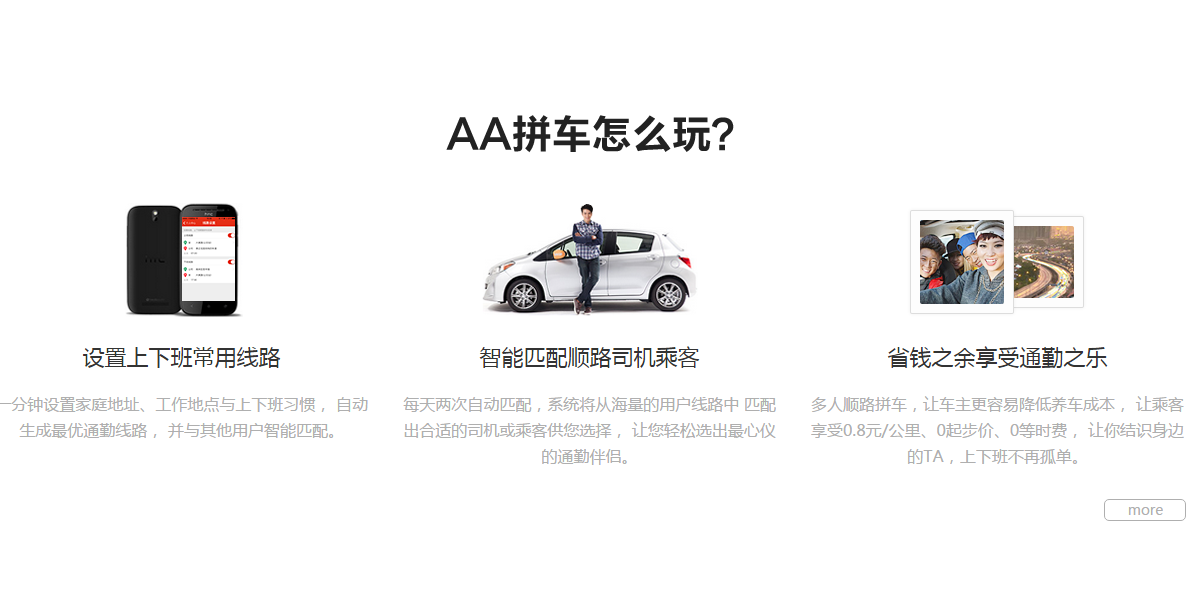 AA拼车怎么玩?
设置上下班常用线路
一分钟设置家庭地址、工作地点与上下班习惯， 自动
生成最优通勤线路， 并与其他用户智能匹配。
智能匹配顺路司机乘客
每天两次自动匹配，系统将从海量的用户线路中 匹配
出合适的司机或乘客供您选择， 让您轻松选出最心仪
的通勤伴侣。
省钱之余享受通勤之乐
多人顺路拼车，让车主更容易降低养车成本， 让乘客
享受0.8元/公里、0起步价、0等时费， 让你结识身边
的TA，上下班不再孤单。
more